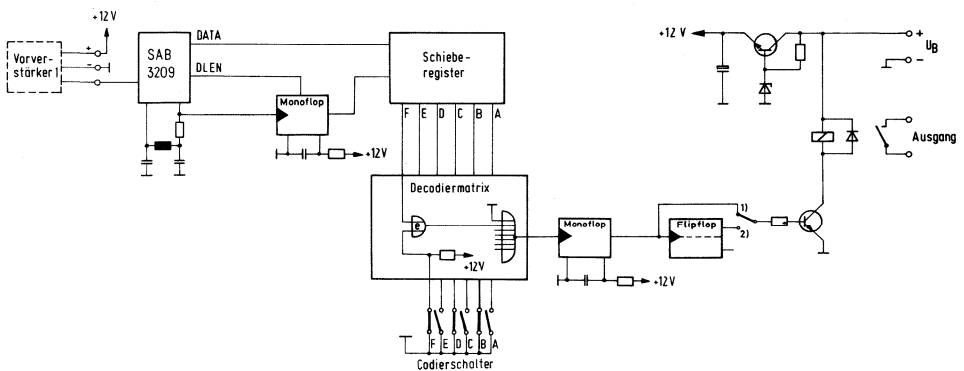 +12V
Vorver-
stärker
+
-
SAB
3209
DATA
DLEN
Monoflop
+12V
Schiebe-
register
F E D C B A
Decodiermatrix
e
+12V
F E D C B A
Codierschalter
Monoflop
+12V
Flipflop
1)
2)
+12 V
+
UB
-
Ausgang